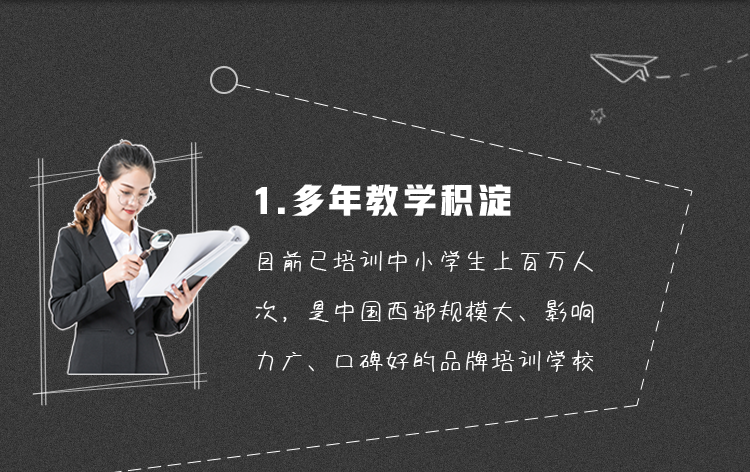 1.多年教学积淀
目前已培训中小学生上百万人
次，是中国西部规模大、影响
力广、口碑好的品牌培训学校